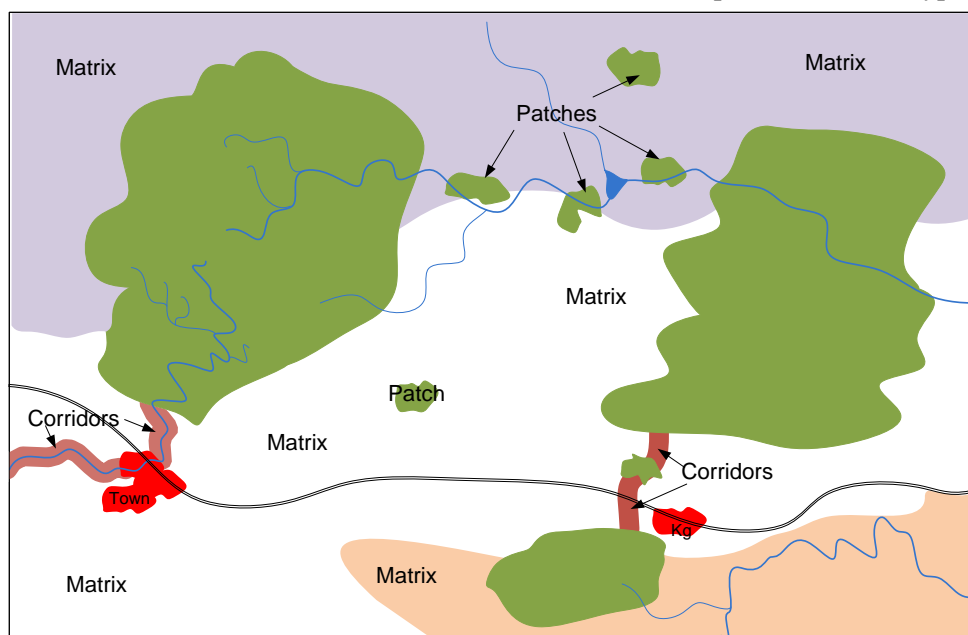 Matrix
Matrix
Patches
Matrix
Patch
Corridors
Matrix
Corridors
Town
Kg
Matrix
Matrix